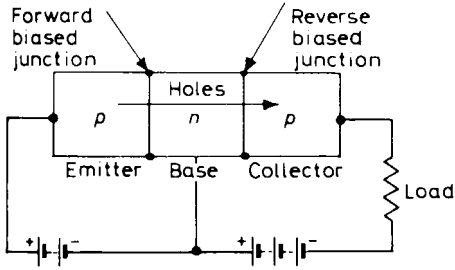 Forward
biased
junction
Reverse
biased
junction
Holes
p
n
p
Emitter
Base
Collector
Load
+
-
+
-